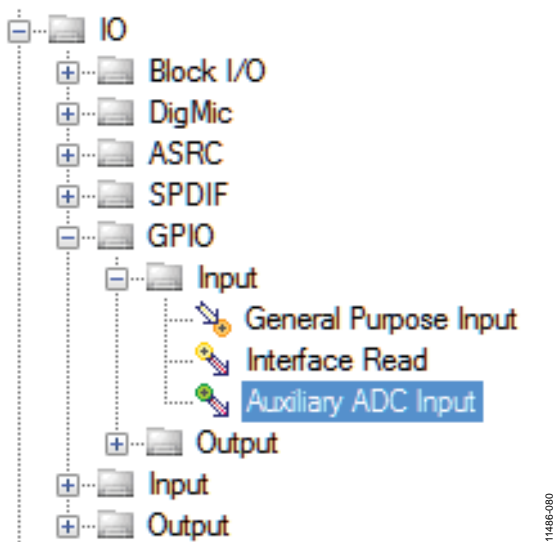 IO
Block I/O
DigMic
ASRC
SPDIF
GPIO
Input
General Purpose Input
Interface Read
Auxiliary ADC Input
Output
Input
Output
11486-080